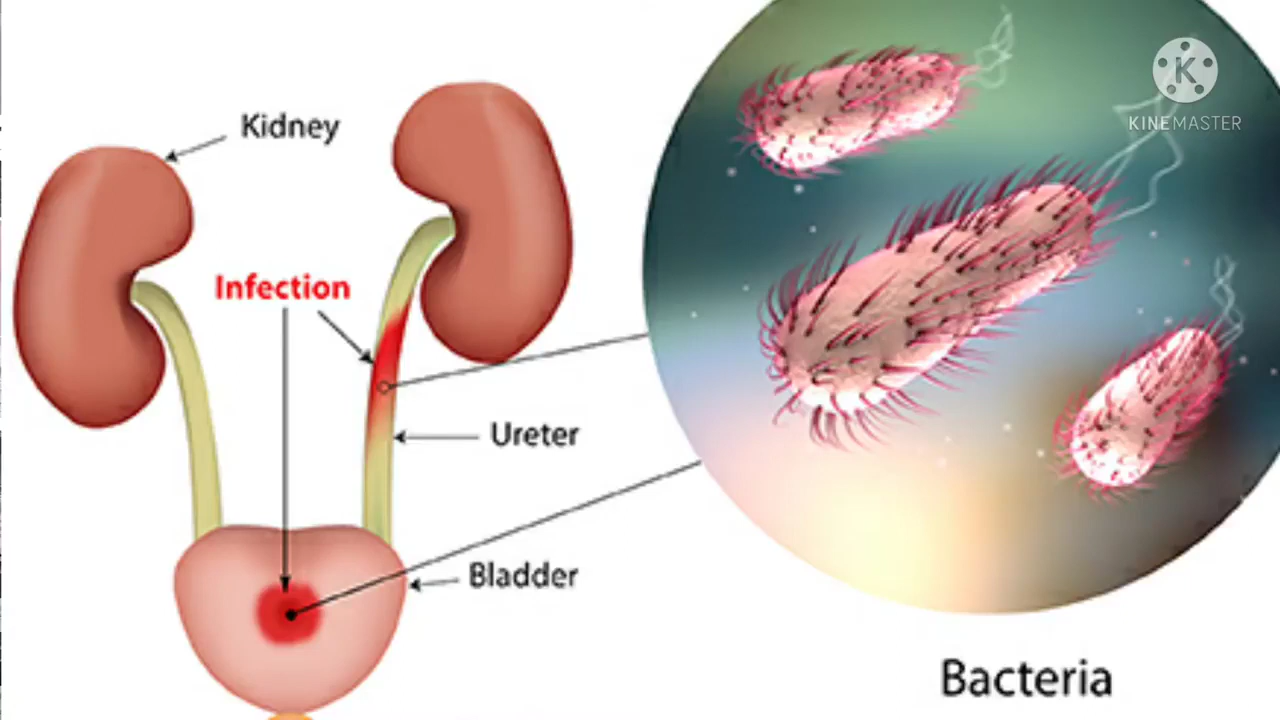 Kidney
Infection
Ureter
Bladder
Bacteria
K
KINEMASTER